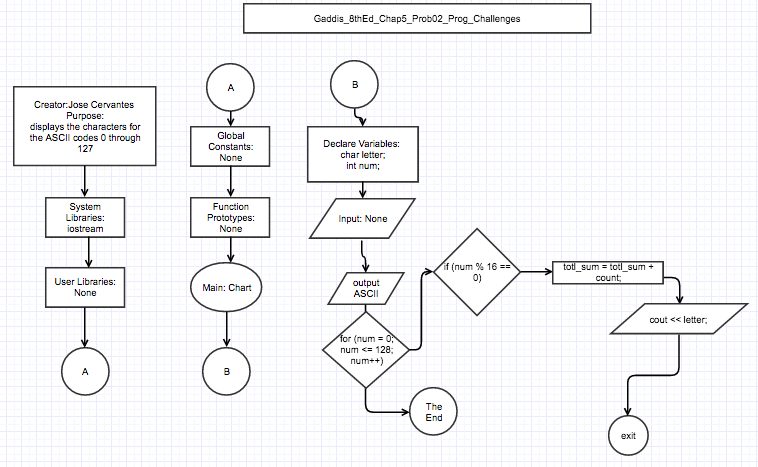 Gaddis_8thEd_Chap5_Prob02_Prog_Challenges
Creator:Jose Cervantes
Purpose:
displays the characters for
the ASCII codes 0 through
127
System
Libraries:
iostream
User Libraries:
None
A
A
Global
Constants:
None
Function
Prototypes:
None
Main: Chart
B
B
Declare Variables:
char letter;
int num;
Input: None
output
ASCII
for (num = 0;
num <= 128;
num++)
The
End
if (num % 16 ==
0)
totl_sum = totl_sum +
count;
cout << letter;
exit